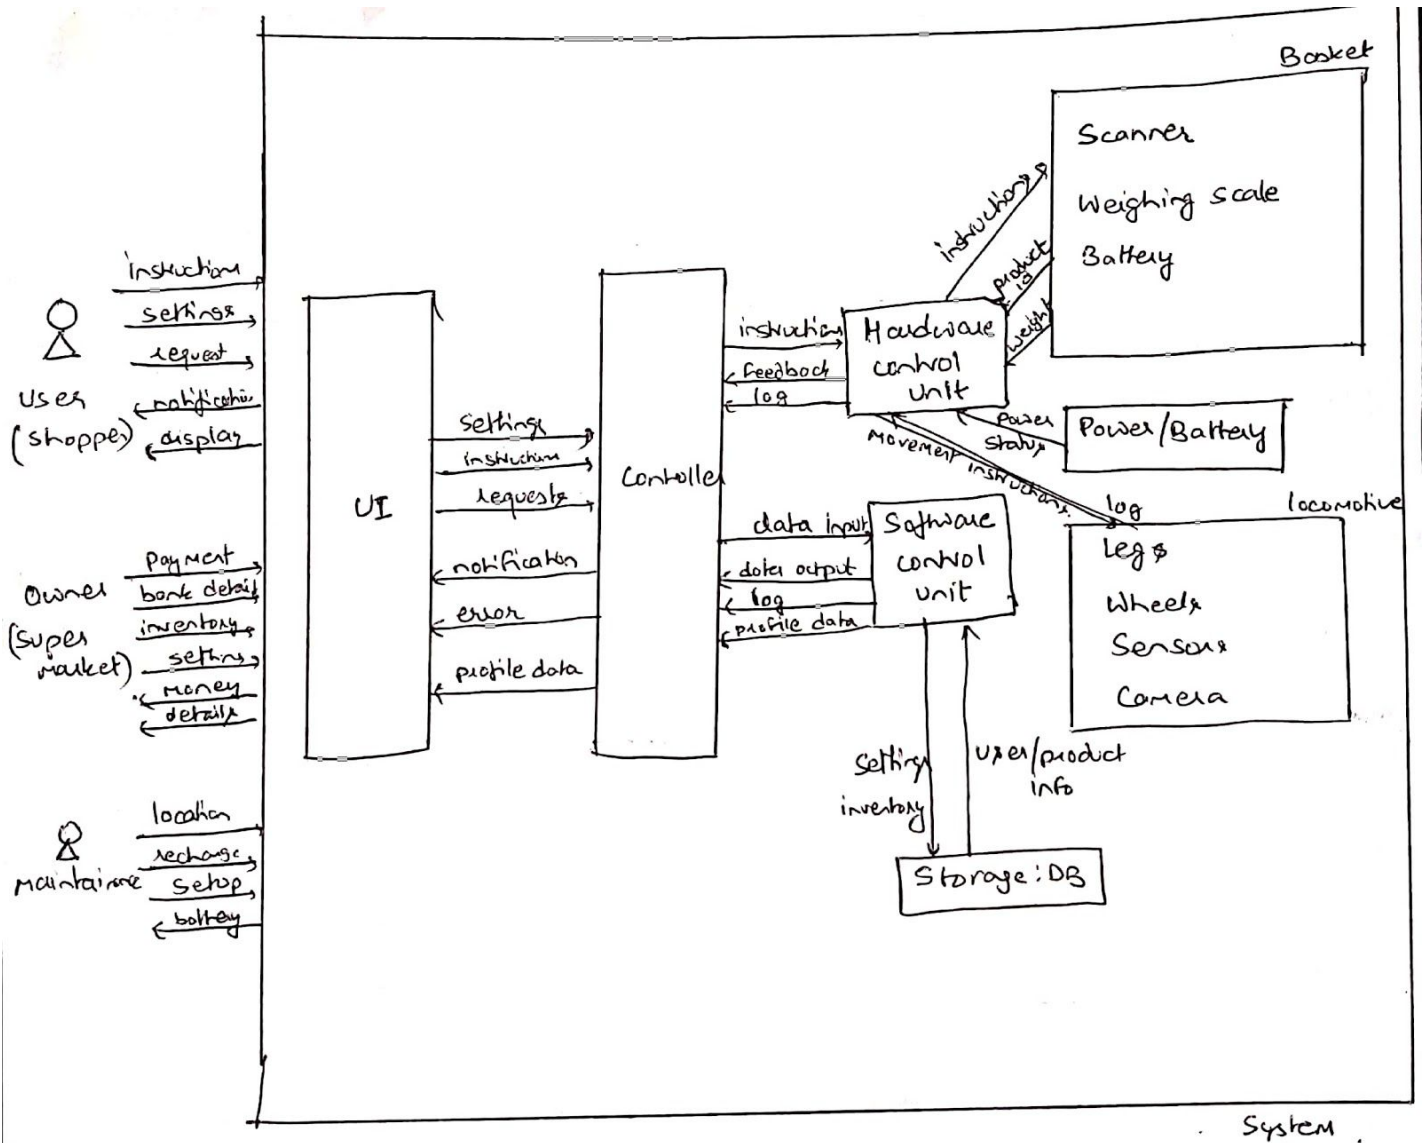 Basket
Scanner
Weighing scale
Battery
instructions
product
id
weight
instruction
settings
request
notification
display
User
(shopper)
UI
settings
instruction
requests
notification
error
profile data
Controller
instruction
feedback
log
Hardware
control
unit
Power
status
Power/Battery
Movement instructions
log
locomotive
Legs
Wheels
Sensors
Camera
data input
data output
log
profile data
Software
control
unit
settings
inventory
user/product
info
Storage:DB
Owner
(Super
market)
payment
bank detail
inventory
setting
money
details
Maintainance
location
recharge
setup
battery
System